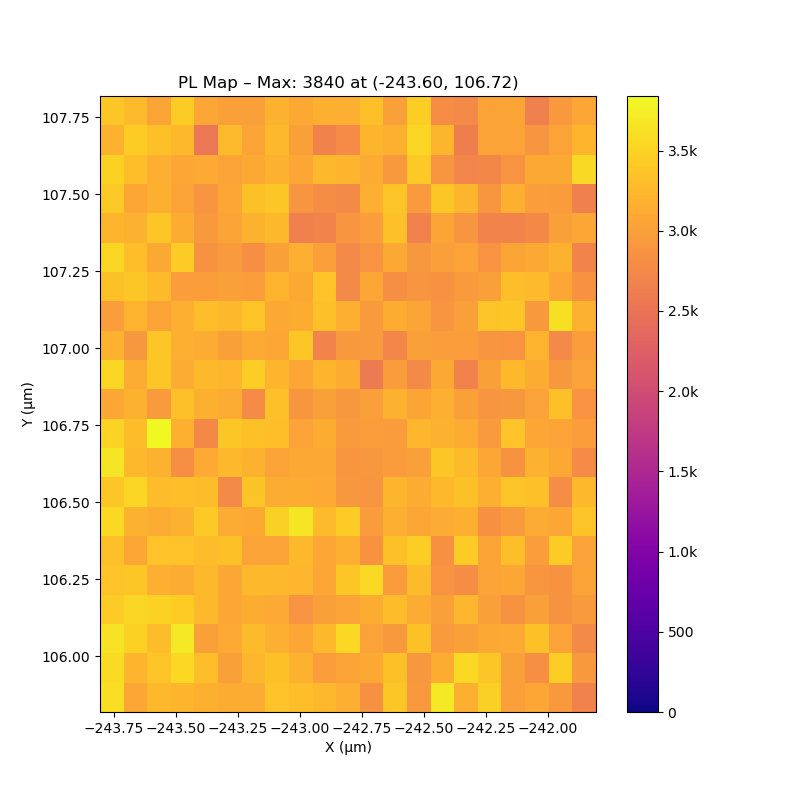 PL Map – Max: 3840 at (-243.60, 106.72)
107.75
107.50
107.25
107.00
106.75
106.50
106.25
106.00
Y (μm)
−243.75 −243.50 −243.25 −243.00 −242.75 −242.50 −242.25 −242.00
X (μm)
3.5k
3.0k
2.5k
2.0k
1.5k
1.0k
500
0